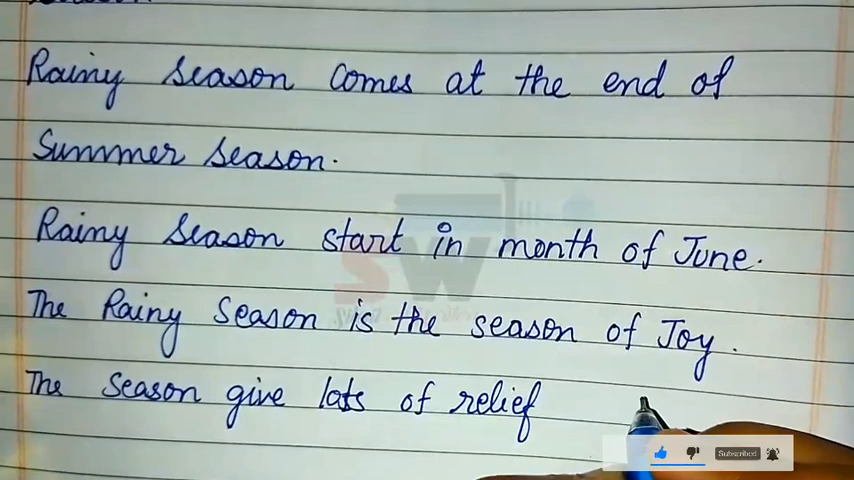 Rainy season comes at the end of
Summer season.
Rainy season start in month of June.
The Rainy Season is the season of Joy.
The Season give lots of relief
SW
Subscribed